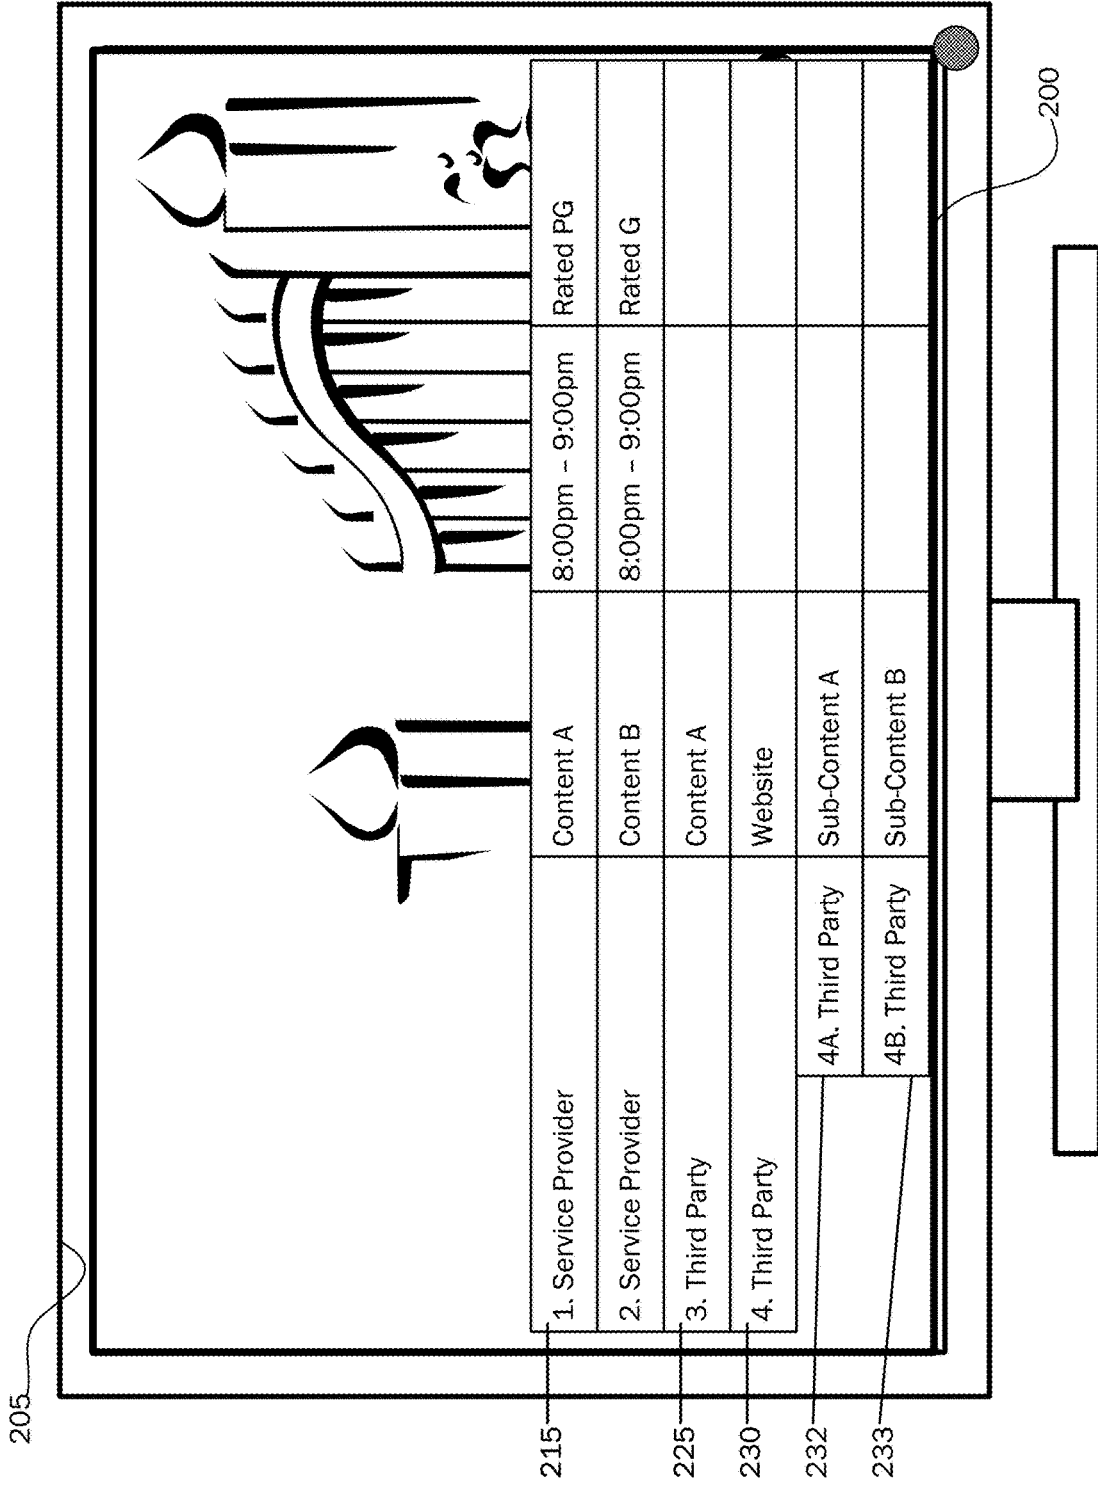 205
200
215 1. Service Provider Content A 8:00pm – 9:00pm Rated PG
2. Service Provider Content B 8:00pm – 9:00pm Rated G
225 3. Third Party Content A
230 4. Third Party Website
232 4A. Third Party Sub-Content A
233 4B. Third Party Sub-Content B